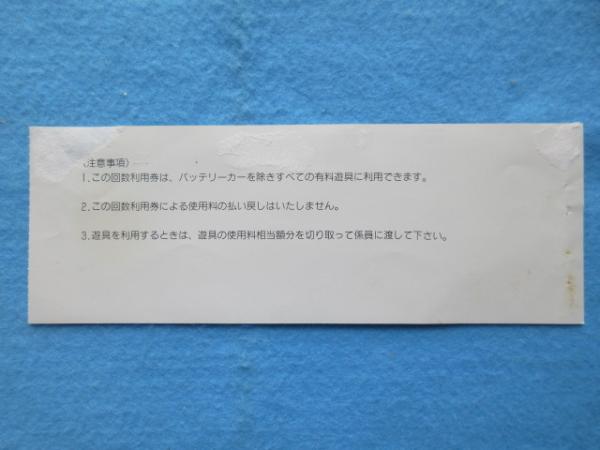 (注意事項)
1.この回数利用券は、バッテリーカーを除きすべての有料遊具に利用できます。
2.この回数利用券による使用料の払い戻しはいたしません。
3.遊具を利用するときは、遊具の使用料相当額分を切り取って係員に渡して下さい。